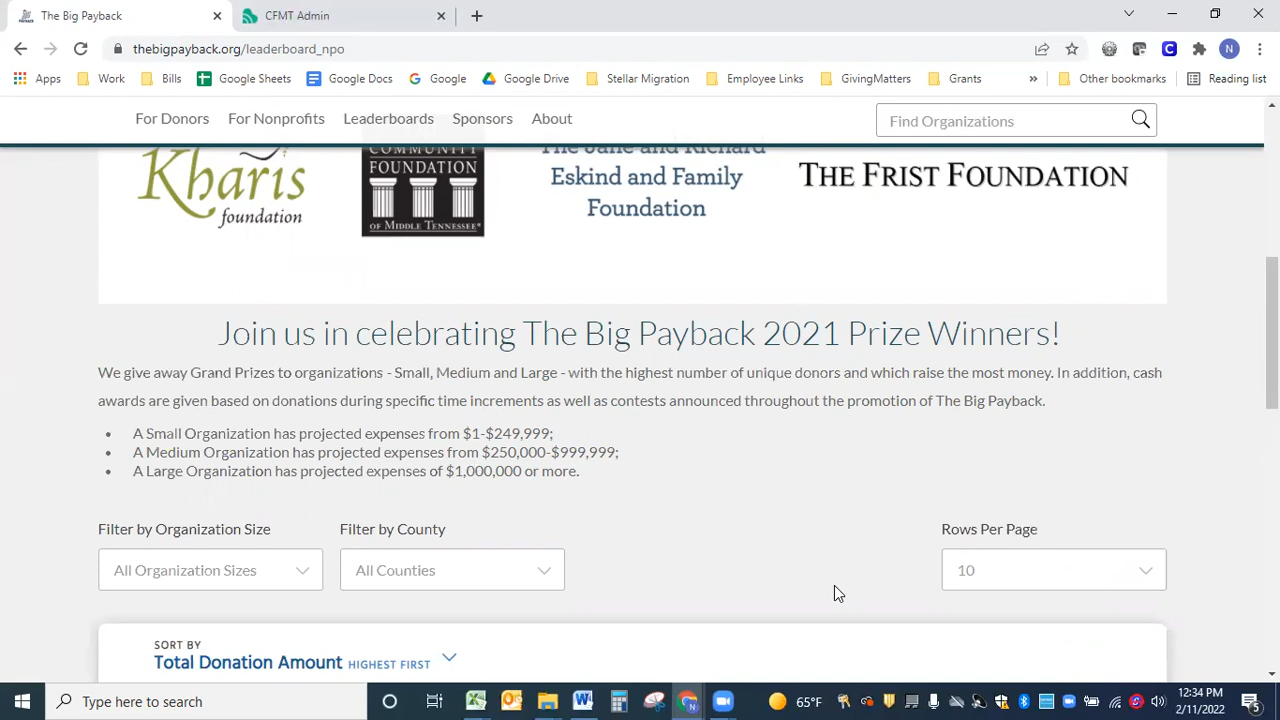 The Big Payback
CFMT Admin
thebigpayback.org/leaderboard_npo
N
Apps
Work
Bills
Google Sheets
Google Docs
Google
Google Drive
Stellar Migration
Employee Links
GivingMatters
Grants
»
Other bookmarks
Reading list
For Donors
For Nonprofits
Leaderboards
Sponsors
About
Find Organizations
Kharis
foundation
COMMUNITY
FOUNDATION
OF MIDDLE TENNESSEE
The Jane and Richard
Eskind and Family
Foundation
THE FRIST FOUNDATION
Join us in celebrating The Big Payback 2021 Prize Winners!
We give away Grand Prizes to organizations - Small, Medium and Large - with the highest number of unique donors and which raise the most money. In addition, cash
awards are given based on donations during specific time increments as well as contests announced throughout the promotion of The Big Payback.
• A Small Organization has projected expenses from $1-$249,999;
• A Medium Organization has projected expenses from $250,000-$999,999;
• A Large Organization has projected expenses of $1,000,000 or more.
Filter by Organization Size
Filter by County
Rows Per Page
All Organization Sizes
All Counties
10
SORT BY
Total Donation Amount HIGHEST FIRST
Type here to search
65°F
12:34 PM
2/11/2022
5